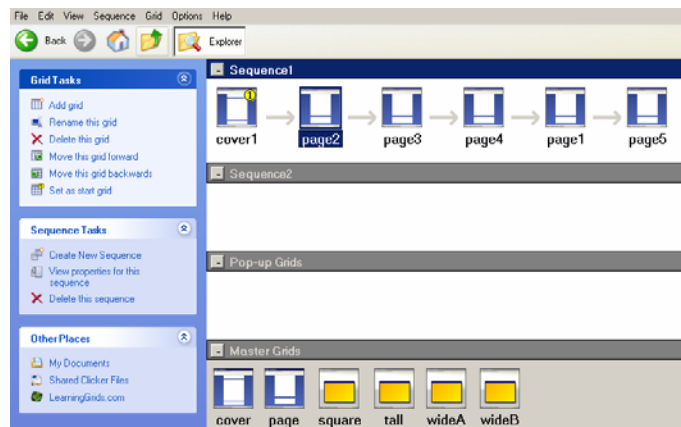 File Edit View Sequence Grid Options Help
Back Explorer
Grid Tasks
Add grid
Rename this grid
Delete this grid
Move this grid forward
Move this grid backwards
Set as start grid
Sequence Tasks
Create New Sequence
View properties for this
sequence
Delete this sequence
Other Places
My Documents
Shared Clicker Files
LearningGrids.com
Sequence1
1
cover1 page2 page3 page4 page1 page5
Sequence2
Pop-up Grids
Master Grids
cover page square tall wideA wideB